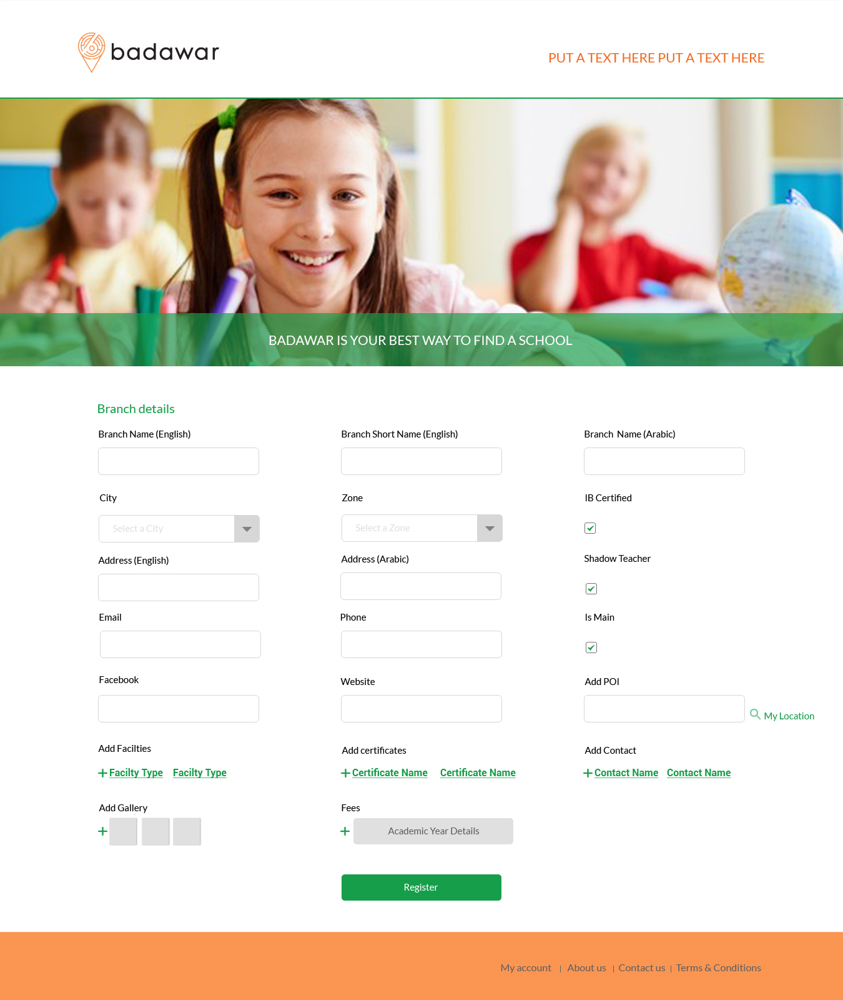 badawar
PUT A TEXT HERE PUT A TEXT HERE
BADAWAR IS YOUR BEST WAY TO FIND A SCHOOL
Branch details
Branch Name (English)
Branch Short Name (English)
Branch  Name (Arabic)
City
Zone
IB Certified
Select a City
Select a Zone
Address (English)
Address (Arabic)
Shadow Teacher
Email
Phone
Is Main
Facebook
Website
Add POI
My Location
Add Facilties
Add certificates
Add Contact
Facilty Type Facilty Type
Certificate Name Certificate Name
Contact Name Contact Name
Add Gallery
Fees
Academic Year Details
Register
My account | About us | Contact us | Terms & Conditions